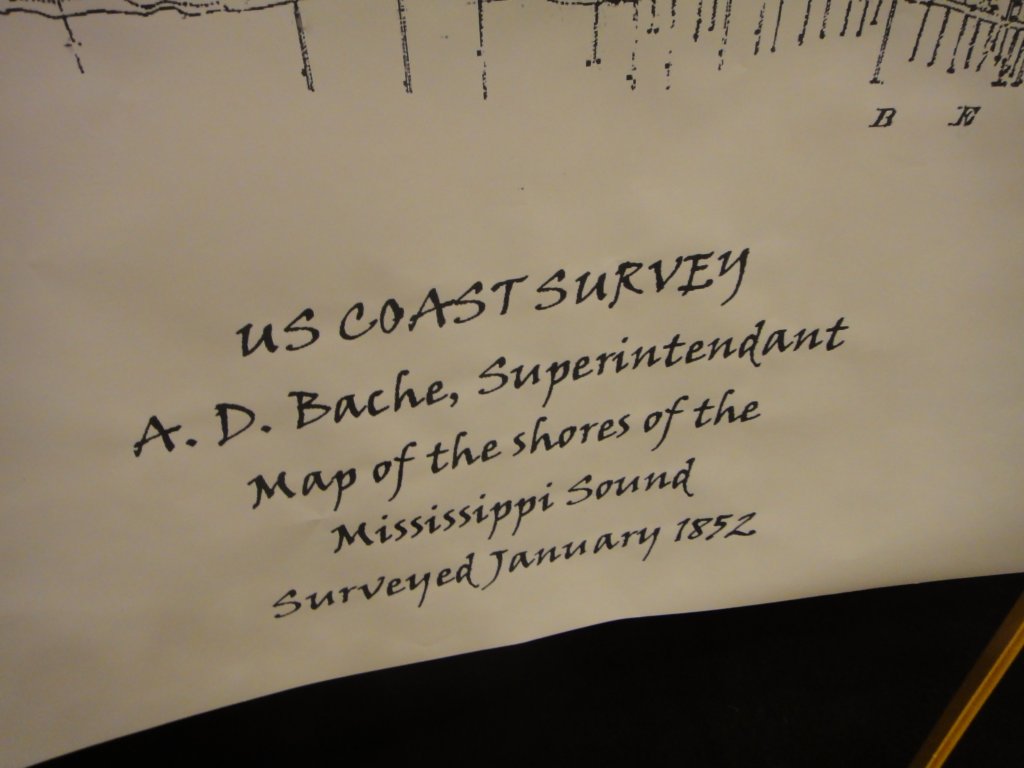 B E
US COAST SURVEY
A. D. Bache, Superintendant
Map of the shores of the
Mississippi Sound
Surveyed January 1852